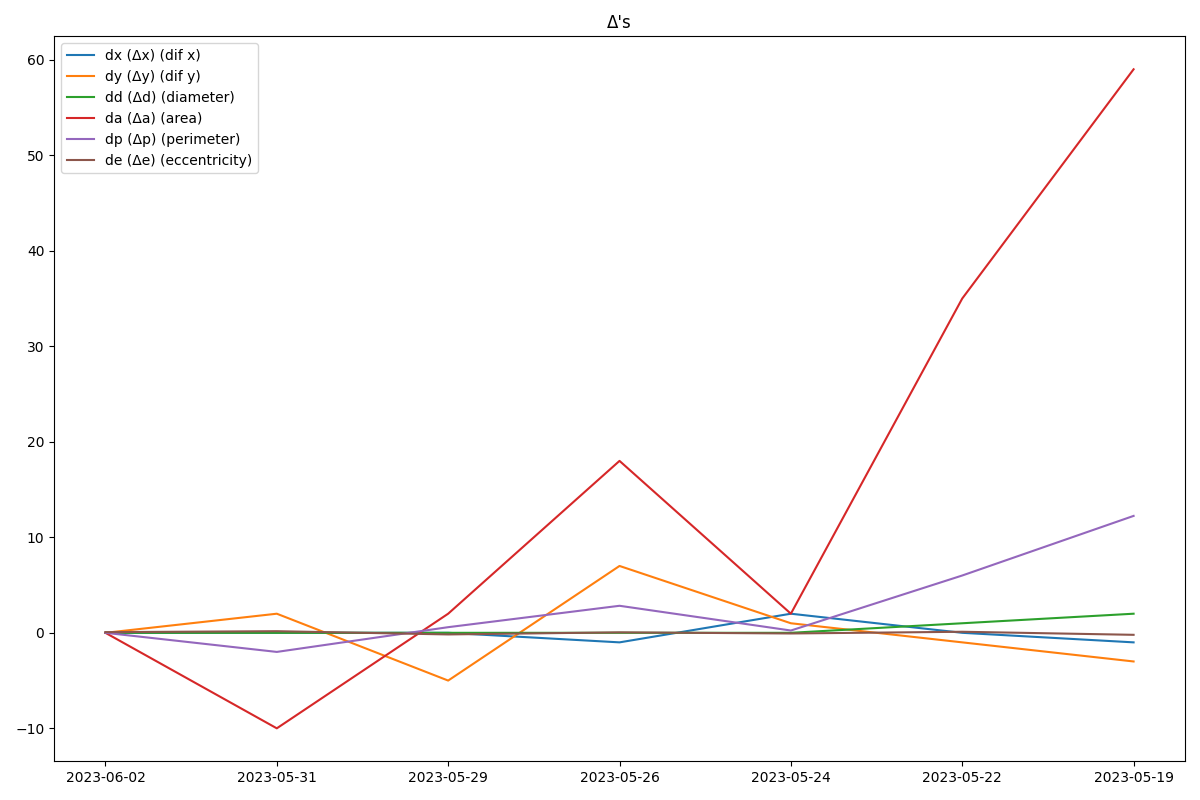 Δ's
dx (Δx) (dif x)
dy (Δy) (dif y)
dd (Δd) (diameter)
da (Δa) (area)
dp (Δp) (perimeter)
de (Δe) (eccentricity)
60
50
40
30
20
10
0
−10
2023-06-02 2023-05-31 2023-05-29 2023-05-26 2023-05-24 2023-05-22 2023-05-19